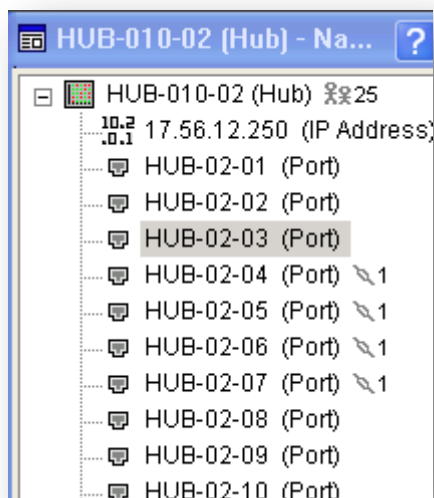 HUB-010-02 (Hub) - Na... ?
HUB-010-02 (Hub) 25
10.2 .0.1 17.56.12.250 (IP Address)
HUB-02-01 (Port)
HUB-02-02 (Port)
HUB-02-03 (Port)
HUB-02-04 (Port) 1
HUB-02-05 (Port) 1
HUB-02-06 (Port) 1
HUB-02-07 (Port) 1
HUB-02-08 (Port)
HUB-02-09 (Port)
HUB-02-10 (Port)